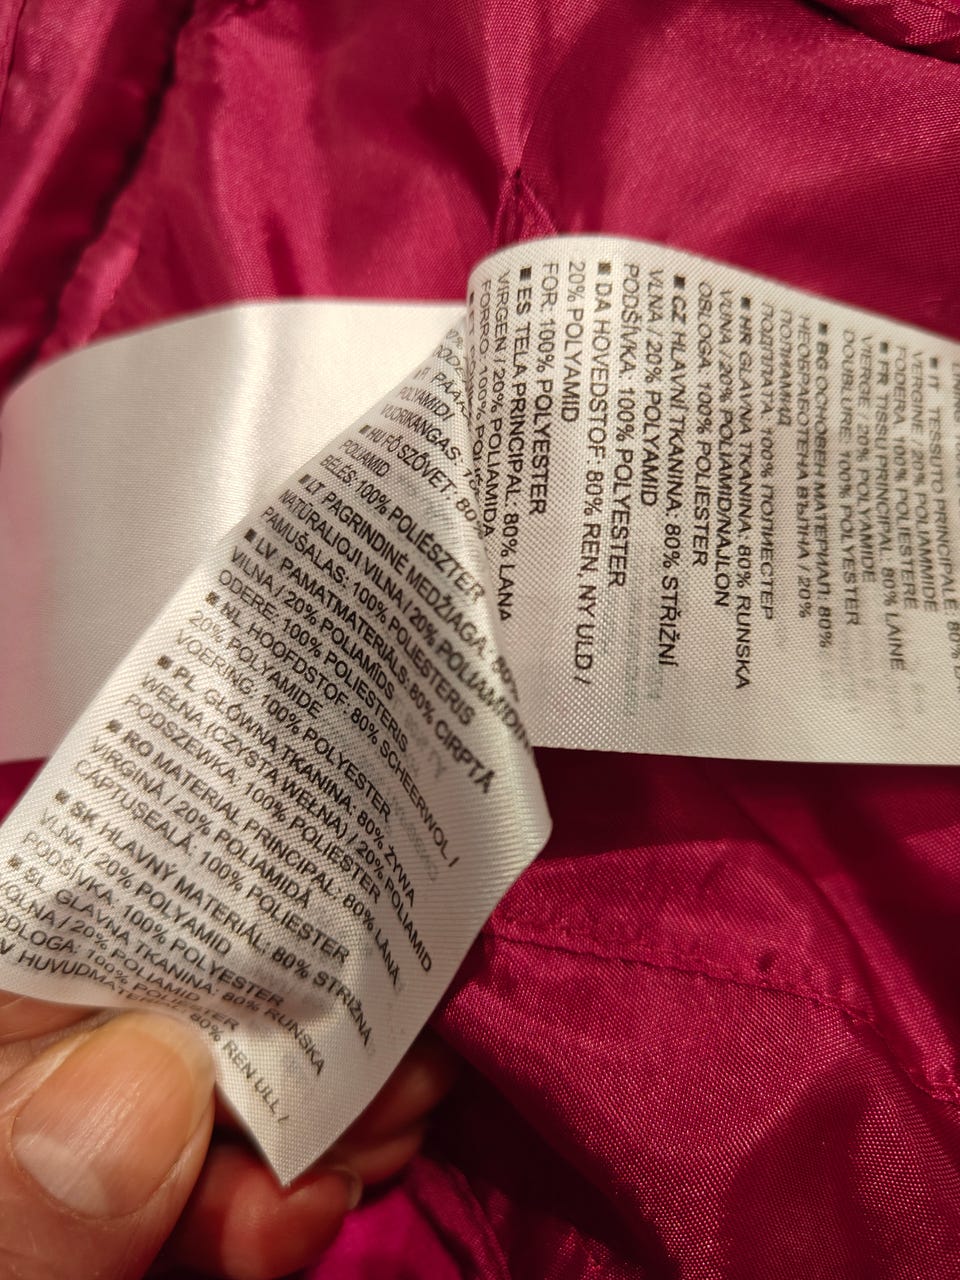 ■ IT TESSUTO PRINCIPALE 80%
VERGINE / 20% POLIAMMIDE
FODERA: 100% POLIESTERE
■ FR TISSU PRINCIPAL 80% LAINE
VIERGE / 20% POLYAMIDE
DOUBLURE: 100% POLYESTER
■ BG ОСНОВЕН МАТЕРИАЛ: 80%
НЕОБРАБОТЕНА ВЪЛНА / 20%
ПОЛИАМИД
ПОДПЛАТА: 100% ПОЛИЕСТЕР
■ HR GLAVNA TKANINA: 80% RUNSKA
VUNA / 20% POLIAMID/NAJLON
OBLOGA: 100% POLIESTER
■ CZ HLAVNÍ TKANINA: 80% STŘIŽNÍ
VLNA / 20% POLYAMID
PODŠÍVKA: 100% POLYESTER
■ DA HOVEDSTOF: 80% REN, NY ULD /
20% POLYAMID
FOR: 100% POLYESTER
■ ES TELA PRINCIPAL: 80% LANA
VIRGEN / 20% POLIAMIDA
FORRO: 100% POLIÉSTER
POLYAMIDI
VUORIKANGAS:
■ HU FŐ SZÖVET: 80%
POLIAMID
BÉLÉS: 100% POLIÉSZTER
■ LT PAGRINDINĖ MEDŽIAGA: 80%
NATŪRALIOJI VILNA / 20% POLIAMIDIN
PAMUŠALAS: 100% POLIESTERIS
■ LV PAMATMATERIĀLS: 80% CIRPTĀ
VILNA / 20% POLIAMĪDS
ODERE: 100% POLIESTERIS
■ NL HOOFDSTOF: 80% SCHEERWOL /
20% POLYAMIDE
VOERING: 100% POLYESTER
■ PL GŁÓWNA TKANINA: 80% ŻYWA
WEŁNA (CZYSTA WEŁNA) / 20% POLIAMID
PODSZEWKA: 100% POLIESTER
■ RO MATERIAL PRINCIPAL: 80% LÂNĂ
VIRGINĂ / 20% POLIAMIDĂ
CĂPTUȘEALĂ: 100% POLIESTER
■ SK HLAVNÝ MATERIÁL: 80% STRIŽNÁ
VLNA / 20% POLYAMID
PODŠÍVKA: 100% POLYESTER
■ SL GLAVNA TKANINA: 80% RUNSKA
VOLNA / 20% POLIAMID
PODLOGA: 100% POLIESTER
HUVUDMATERIAL: 80% REN ULL /